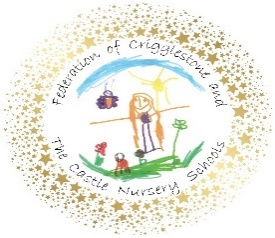 Federation of Crigglestone and
The Castle Nursery Schools